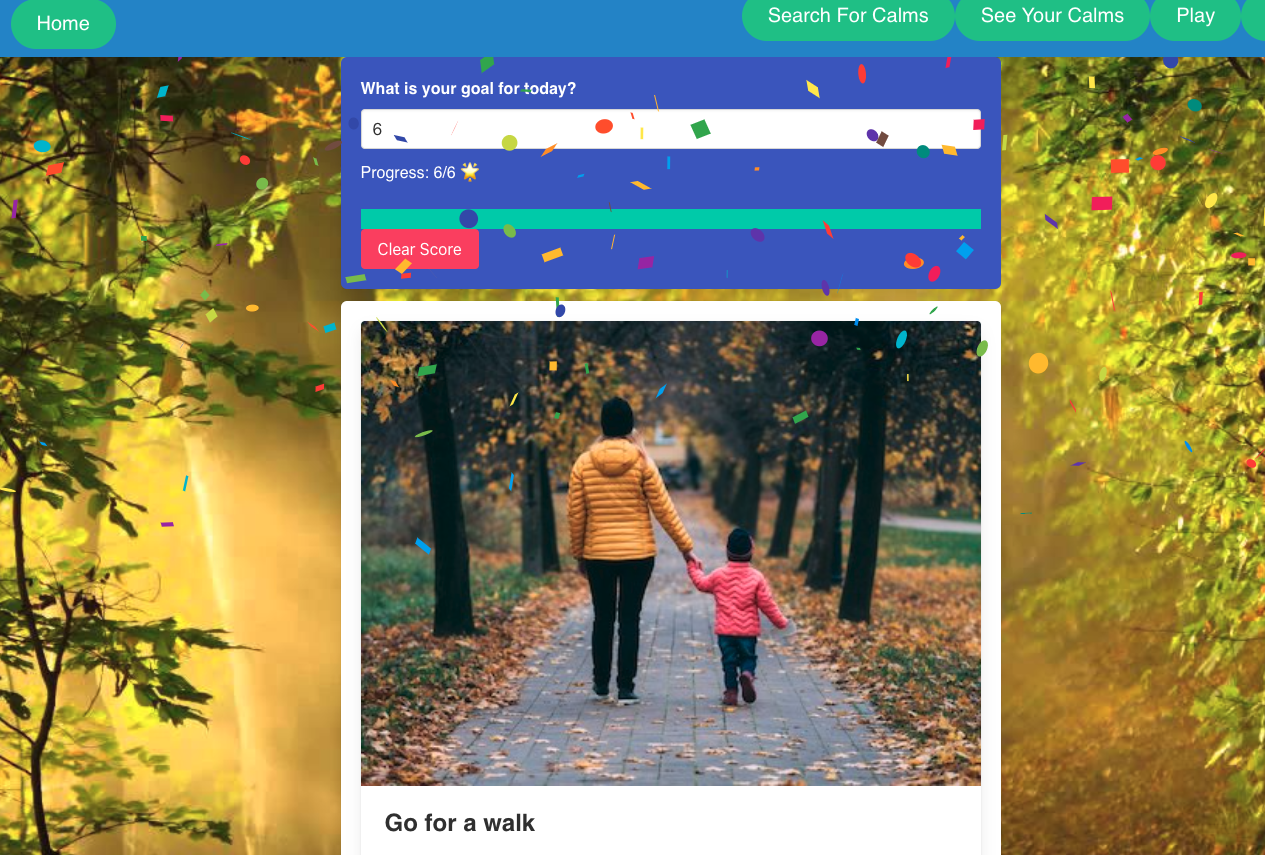 Home
Search For Calms
See Your Calms
Play
What is your goal for today?
6
Progress: 6/6 🌟
Clear Score
Go for a walk